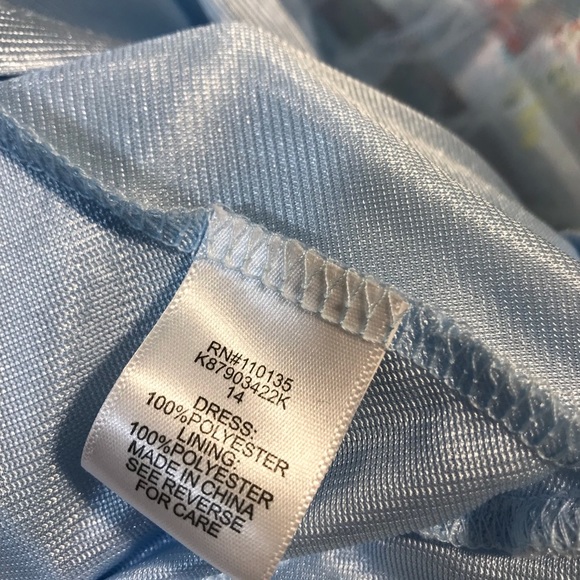 RN#110135
K87903422K
14
DRESS:
100%POLYESTER
LINING:
100%POLYESTER
MADE IN CHINA
SEE REVERSE
FOR CARE